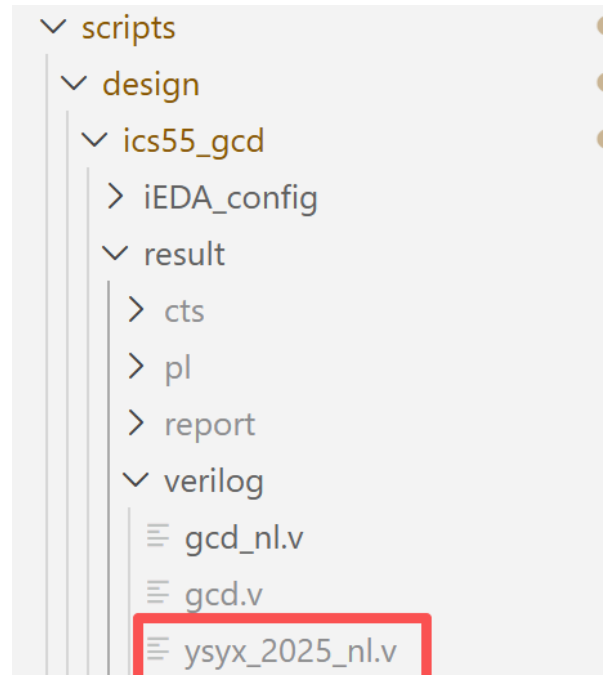 scripts
design
ics55_gcd
iEDA_config
result
cts
pl
report
verilog
gcd_nl.v
gcd.v
ysyx_2025_nl.v